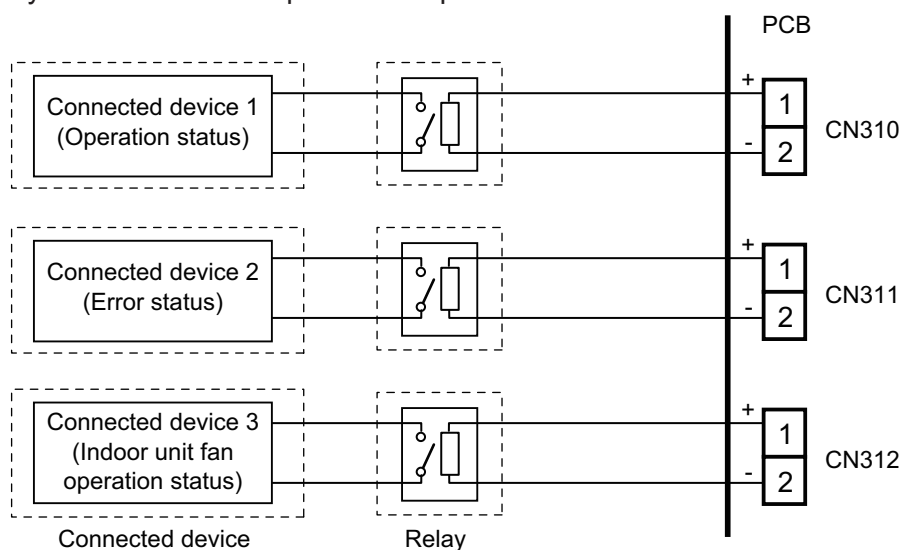 PCB
Connected device 1
(Operation status)
+
1
-
2
CN310
Connected device 2
(Error status)
+
1
-
2
CN311
Connected device 3
(Indoor unit fan
operation status)
+
1
-
2
CN312
Connected device
Relay